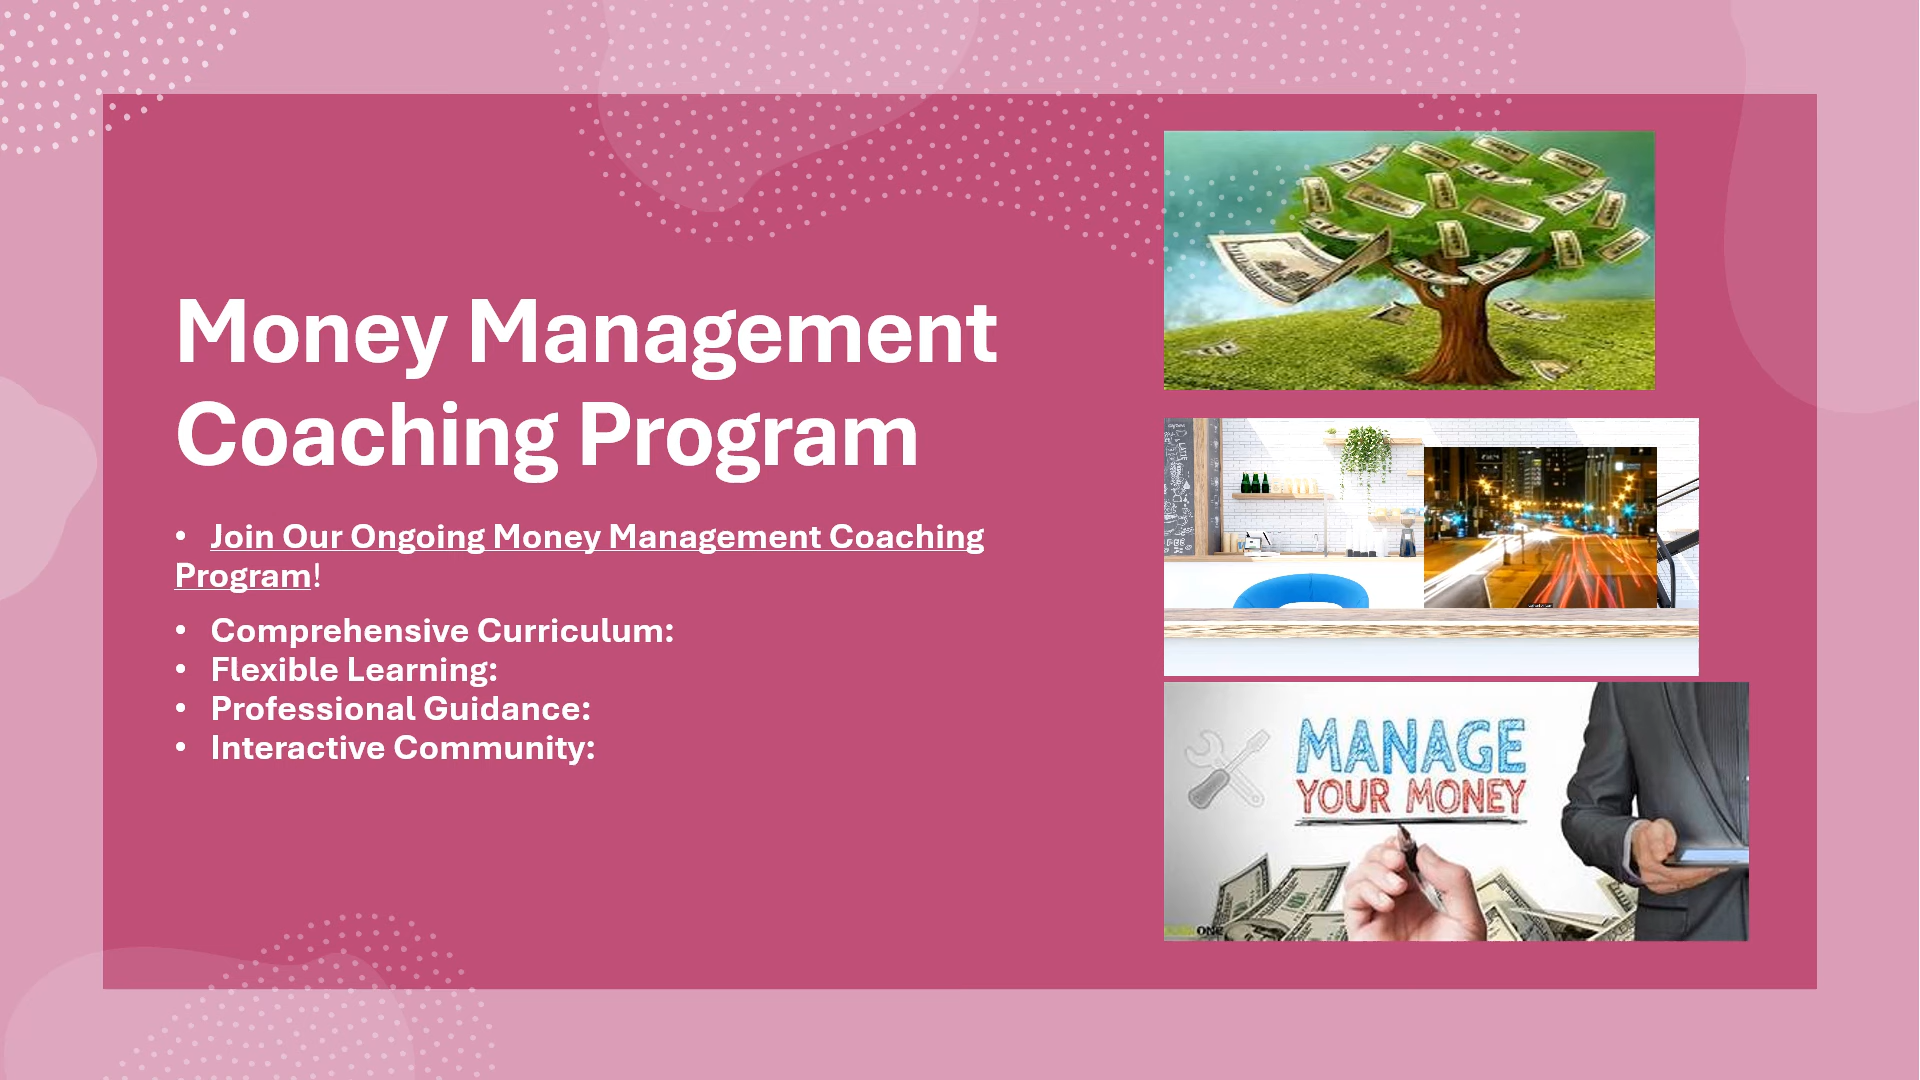 Money Management
Coaching Program
• Join Our Ongoing Money Management Coaching
Program!
• Comprehensive Curriculum:
• Flexible Learning:
• Professional Guidance:
• Interactive Community:
MANAGE
YOUR MONEY